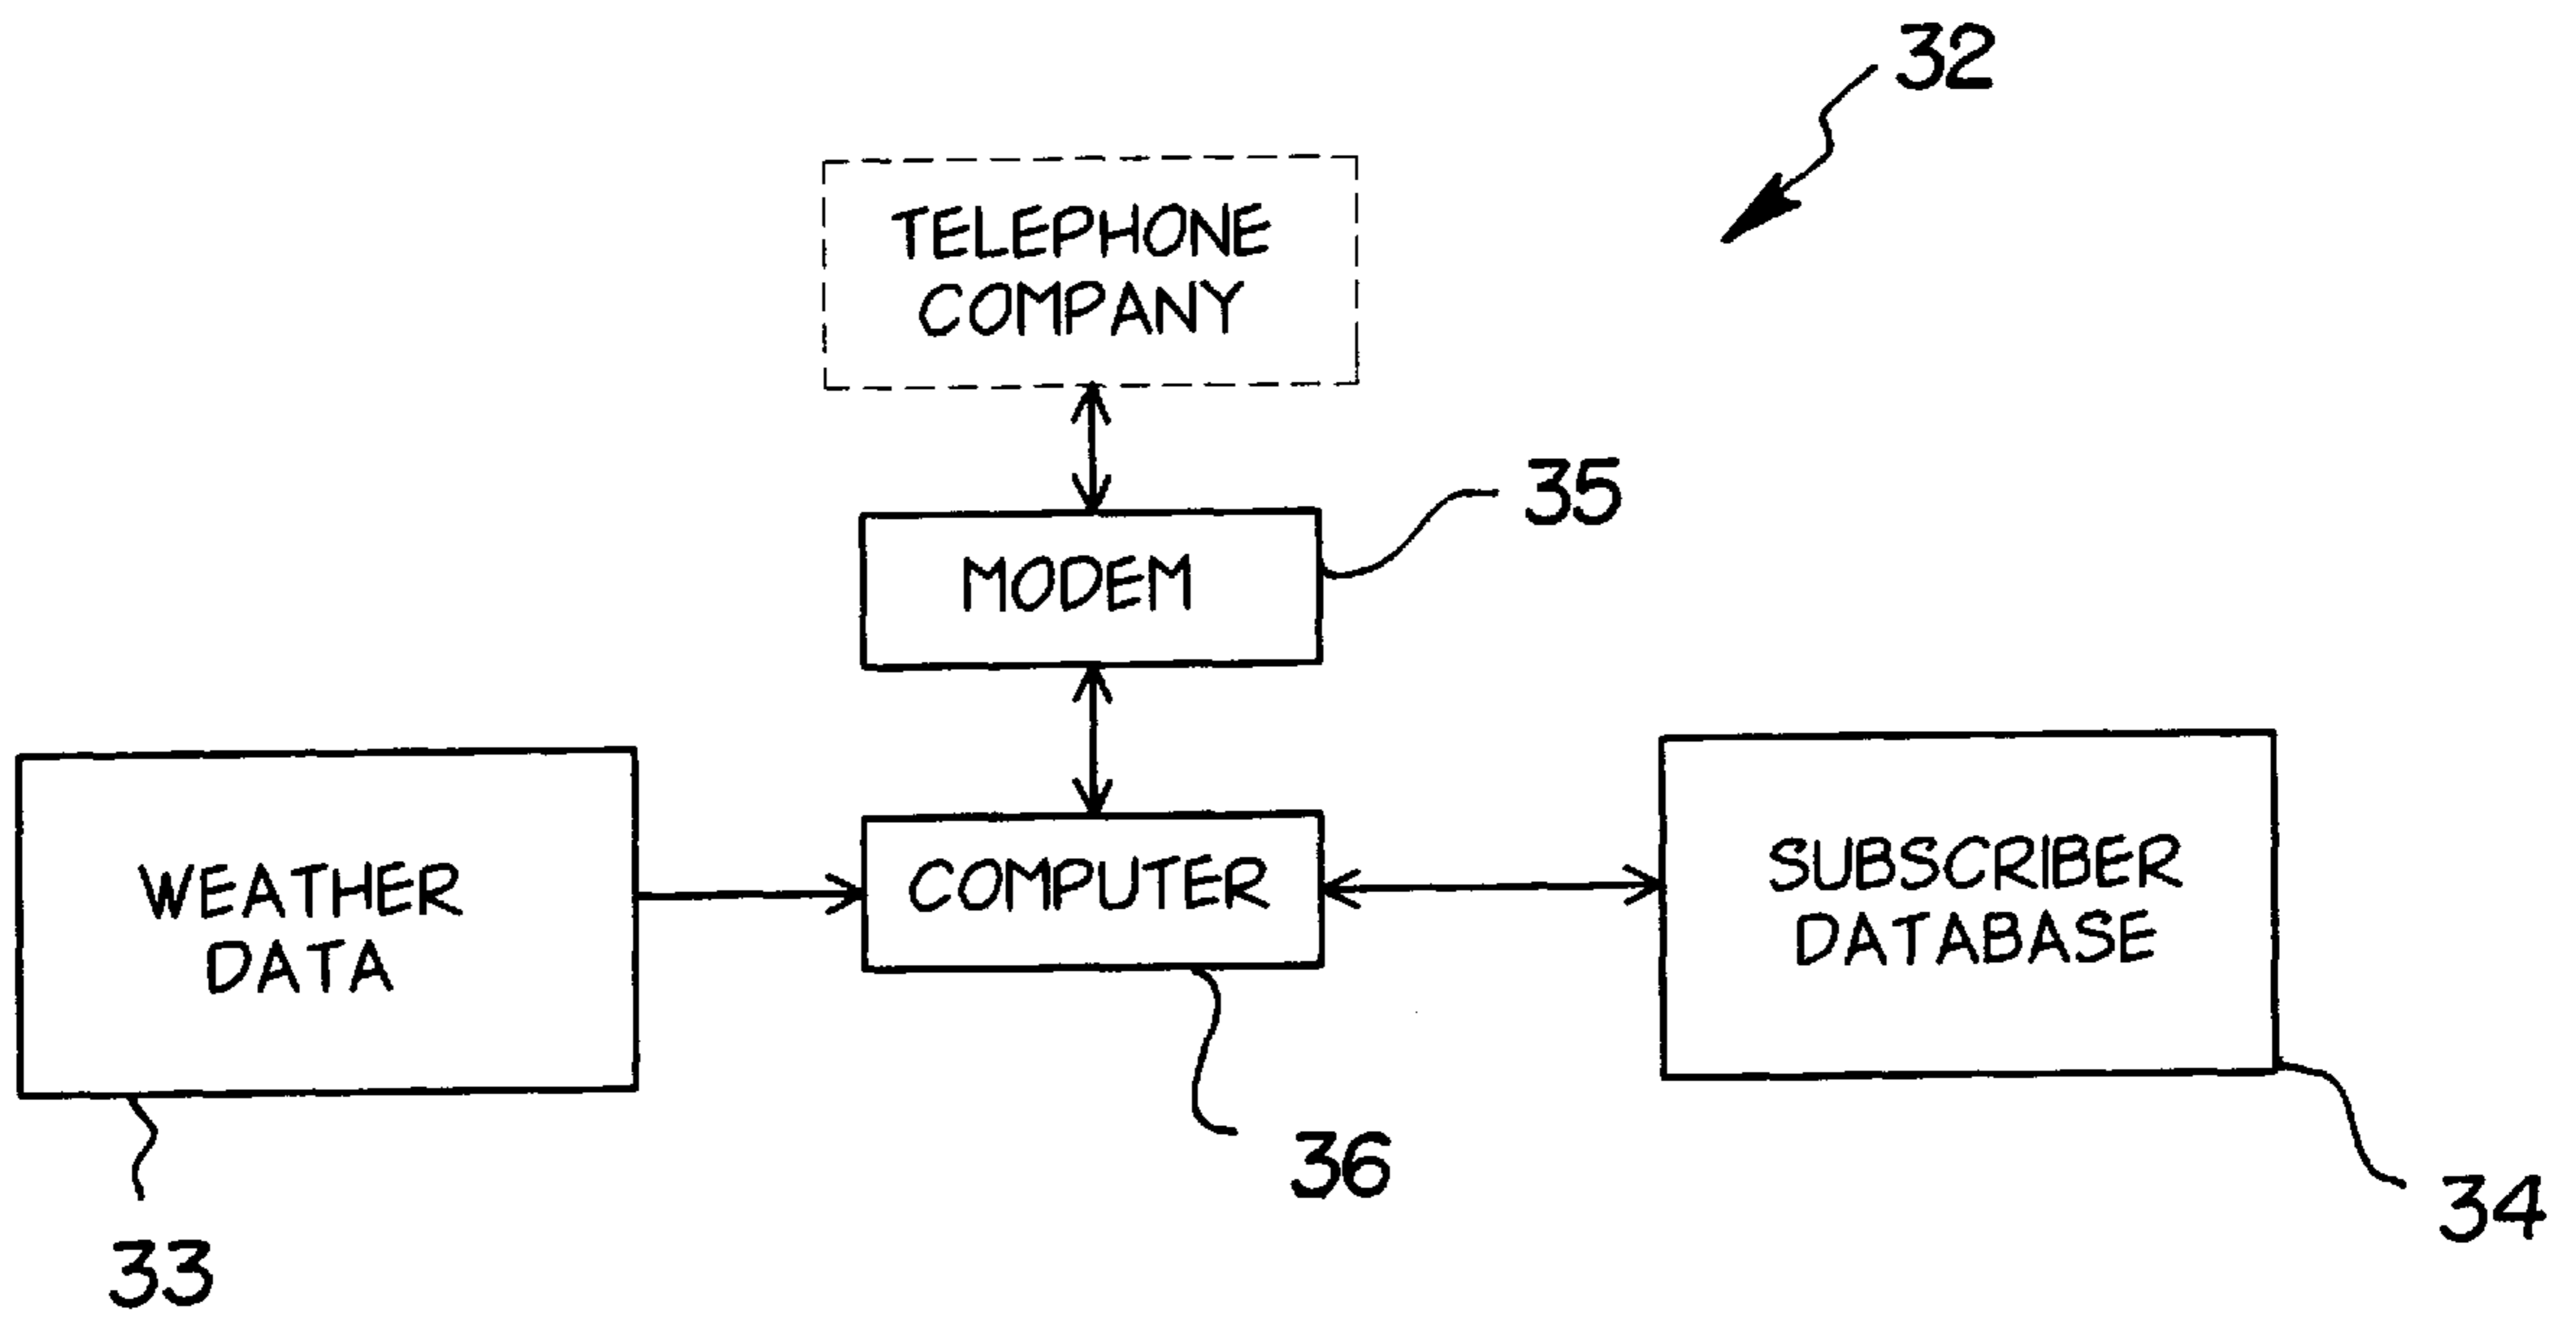 32
TELEPHONE
COMPANY
35
MODEM
WEATHER
DATA
COMPUTER
SUBSCRIBER
DATABASE
36
34
33